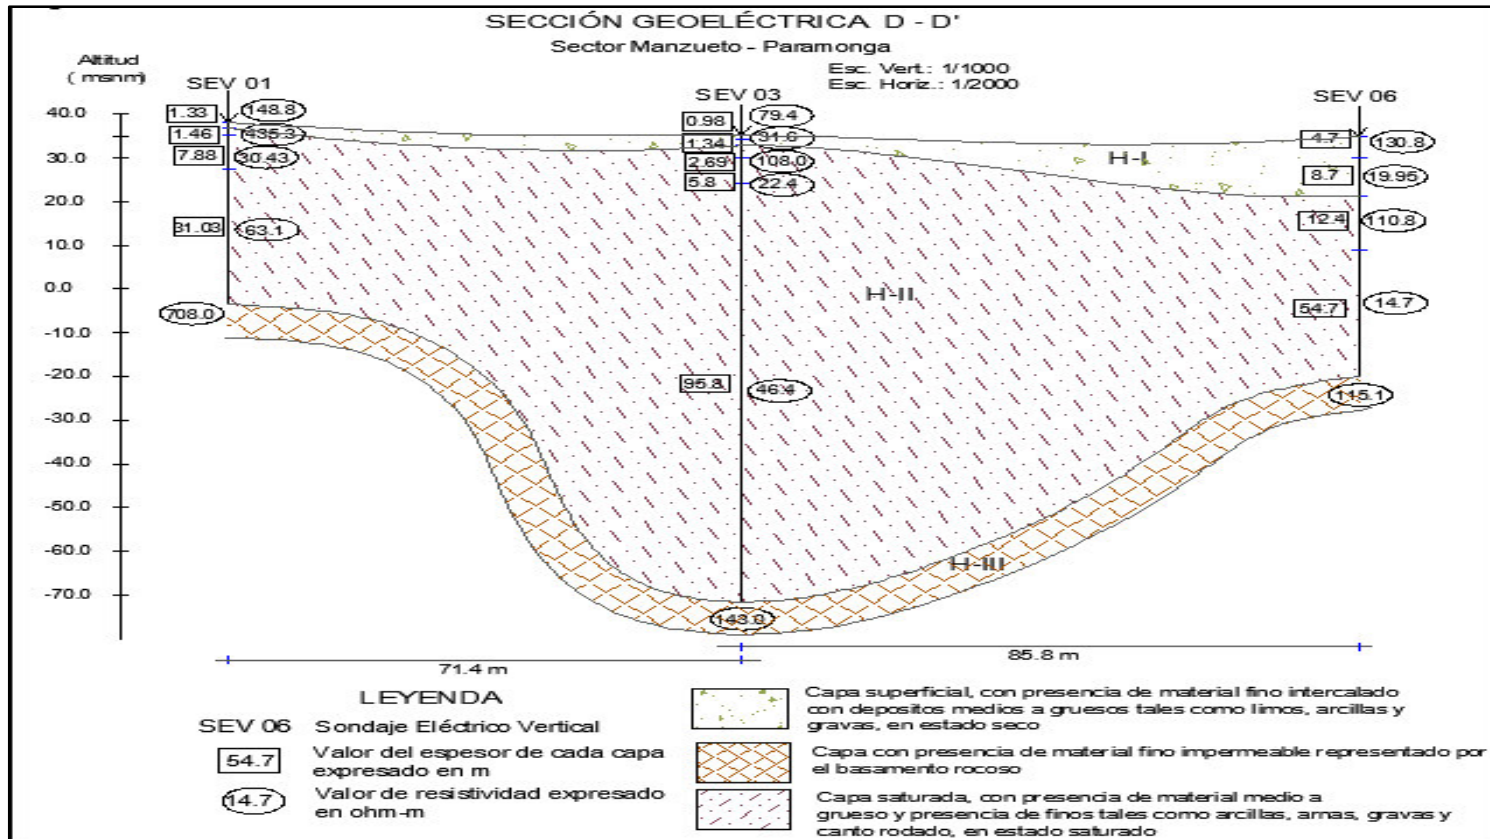 SECCIÓN GEOELÉCTRICA D - D'
Sector Manzueto - Paramonga
Esc. Vert.: 1/1000
Esc. Horiz.: 1/2000
Altitud
( msnm)
SEV 01
SEV 03
SEV 06
40.0
30.0
20.0
10.0
0.0
-10.0
-20.0
-30.0
-40.0
-50.0
-60.0
-70.0
1.33 148.8
1.46 435.3
7.88 30.43
31.03 63.1
708.0
0.98 79.4
1.34 31.6
2.69 108.0
5.8 22.4
95.8 46.4
4.7 130.8
8.7 19.95
12.4 110.8
54.7 14.7
115.1
H-I
H-II
H-III
71.4 m
85.8 m
LEYENDA
SEV 06 Sondaje Eléctrico Vertical
54.7 Valor del espesor de cada capa
expresado en m
14.7 Valor de resistividad expresado
en ohm-m
Capa superficial, con presencia de material fino intercalado
con depositos medios a gruesos tales como limos, arcillas y
gravas, en estado seco
Capa con presencia de material fino impermeable representado por
el basamento rocoso
Capa saturada, con presencia de material medio a
grueso y presencia de finos tales como arcillas, arnas, gravas y
canto rodado, en estado saturado